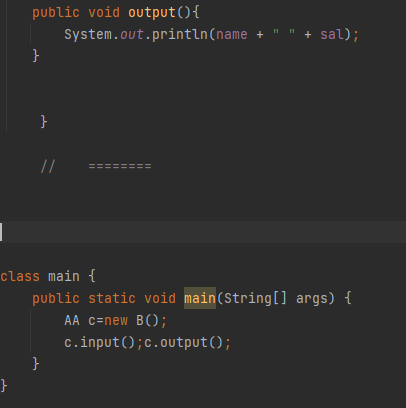 public void output(){
System.out.println(name + " " + sal);
}
}
//    ========
class main {
public static void main(String[] args) {
AA c=new B();
c.input();c.output();
}
}